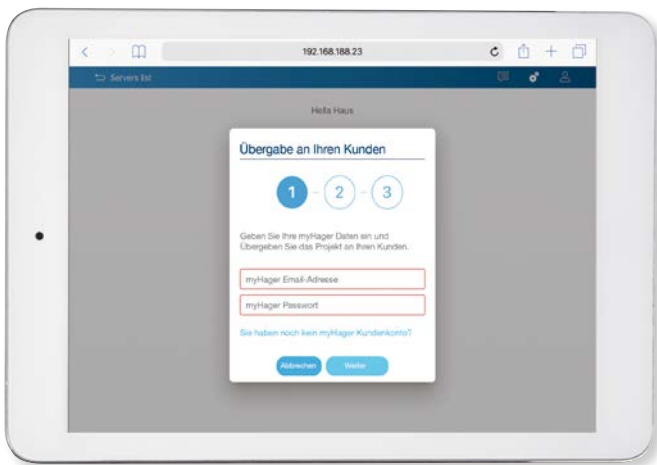 192.168.188.23
Servers list
Hella Haus
Übergabe an Ihren Kunden
1 - 2 - 3
Geben Sie Ihre myHager Daten ein und
Übergeben Sie das Projekt an Ihren Kunden.
myHager Email-Adresse
myHager Passwort
Sie haben noch kein myHager Kundenkonto?
Abbrechen Weiter